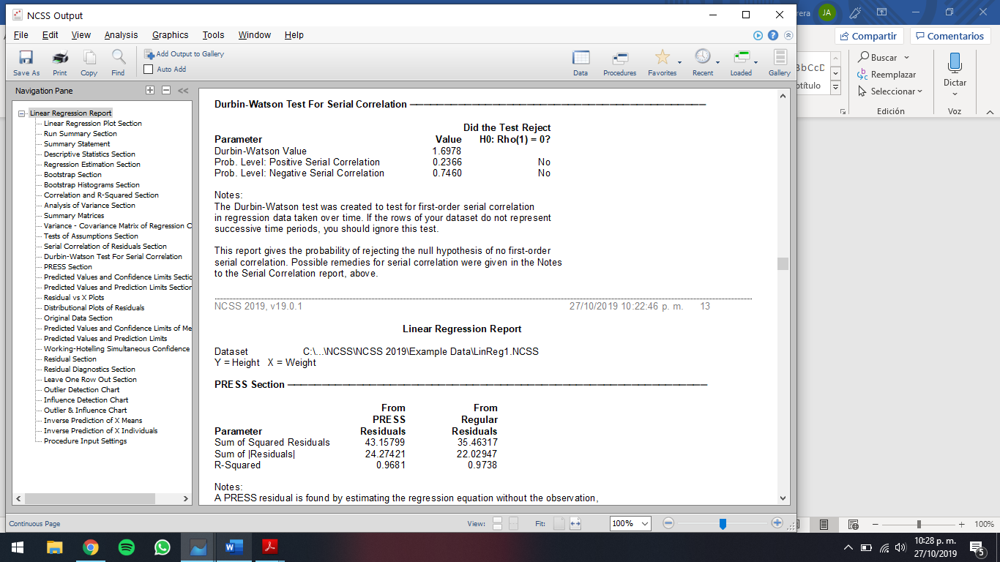 NCSS Output
rera JA
File Edit View Analysis Graphics Tools Window Help
Compartir Comentarios
Save As Print Copy Find
Add Output to Gallery
Auto Add
Data Procedures Favorites Recent Loaded Gallery
BbCcD
btítulo
Buscar
Reemplazar
Seleccionar
Edición
Dictar
Voz
Navigation Pane
Linear Regression Report
Linear Regression Plot Section
Run Summary Section
Summary Statement
Descriptive Statistics Section
Regression Estimation Section
Bootstrap Section
Bootstrap Histograms Section
Correlation and R-Squared Section
Analysis of Variance Section
Summary Matrices
Variance - Covariance Matrix of Regression C
Tests of Assumptions Section
Serial Correlation of Residuals Section
Durbin-Watson Test For Serial Correlation
PRESS Section
Predicted Values and Confidence Limits Sectio
Predicted Values and Prediction Limits Section
Residual vs X Plots
Distributional Plots of Residuals
Original Data Section
Predicted Values and Confidence Limits of Me
Predicted Values and Prediction Limits
Working-Hotelling Simultaneous Confidence
Residual Section
Residual Diagnostics Section
Leave One Row Out Section
Outlier Detection Chart
Influence Detection Chart
Outlier & Influence Chart
Inverse Prediction of X Means
Inverse Prediction of X Individuals
Procedure Input Settings
Durbin-Watson Test For Serial Correlation
Did the Test Reject
Parameter Value H0: Rho(1) = 0?
Durbin-Watson Value 1.6978
Prob. Level: Positive Serial Correlation 0.2366 No
Prob. Level: Negative Serial Correlation 0.7460 No
Notes:
The Durbin-Watson test was created to test for first-order serial correlation
in regression data taken over time. If the rows of your dataset do not represent
successive time periods, you should ignore this test.
This report gives the probability of rejecting the null hypothesis of no first-order
serial correlation. Possible remedies for serial correlation were given in the Notes
to the Serial Correlation report, above.
NCSS 2019, v19.0.1 27/10/2019 10:22:46 p. m. 13
Linear Regression Report
Dataset C:\...\NCSS\NCSS 2019\Example Data\LinReg1.NCSS
Y = Height X = Weight
PRESS Section
From From
PRESS Regular
Parameter Residuals Residuals
Sum of Squared Residuals 43.15799 35.46317
Sum of |Residuals| 24.27421 22.02947
R-Squared 0.9681 0.9738
Notes:
A PRESS residual is found by estimating the regression equation without the observation,
Continuous Page View: Fit: 100%
100%
10:28 p. m.
27/10/2019
5